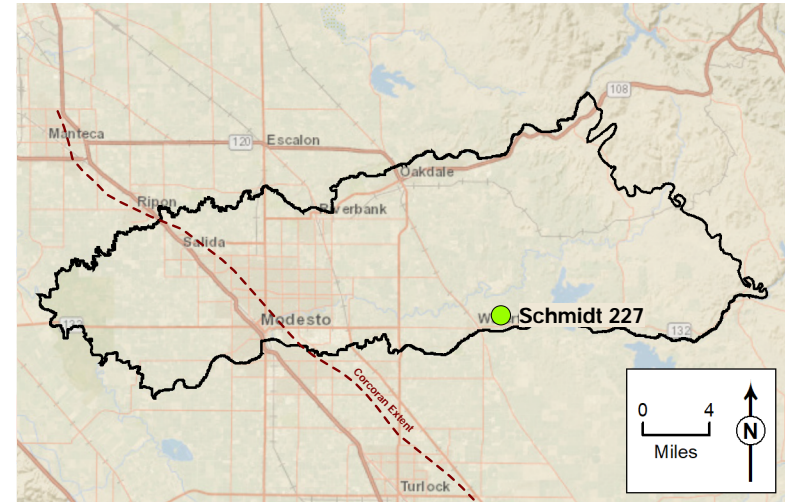 108
Manteca
120
Escalon
Oakdale
Ripon
Riverbank
Salida
Modesto
132
Schmidt 227
132
Corcoran Extent
Turlock
0 4
Miles
N